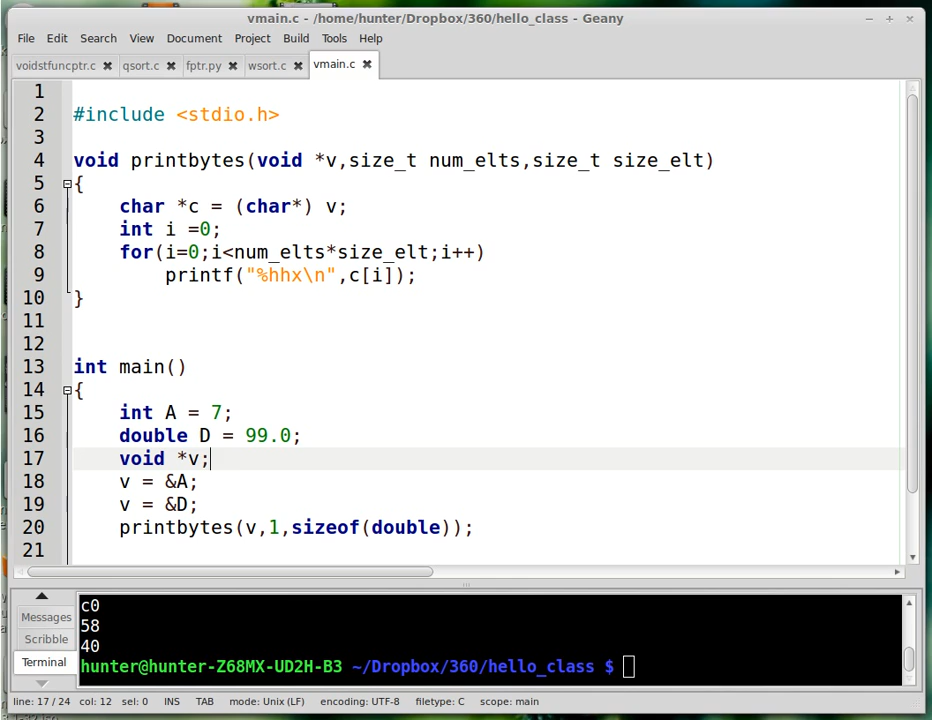 vmain.c - /home/hunter/Dropbox/360/hello_class - Geany
File Edit Search View Document Project Build Tools Help
voidstfuncptr.c qsort.c fptr.py wsort.c vmain.c
1
2 #include <stdio.h>
3
4 void printbytes(void *v,size_t num_elts,size_t size_elt)
5 {
6 char *c = (char*) v;
7 int i =0;
8 for(i=0;i<num_elts*size_elt;i++)
9 printf("%hhx\n",c[i]);
10 }
11
12
13 int main()
14 {
15 int A = 7;
16 double D = 99.0;
17 void *v;
18 v = &A;
19 v = &D;
20 printbytes(v,1,sizeof(double));
21
Messages
Scribble
Terminal
c0
58
40
hunter@hunter-Z68MX-UD2H-B3 ~/Dropbox/360/hello_class $
line: 17 / 24 col: 12 sel: 0 INS TAB mode: Unix (LF) encoding: UTF-8 filetype: C scope: main